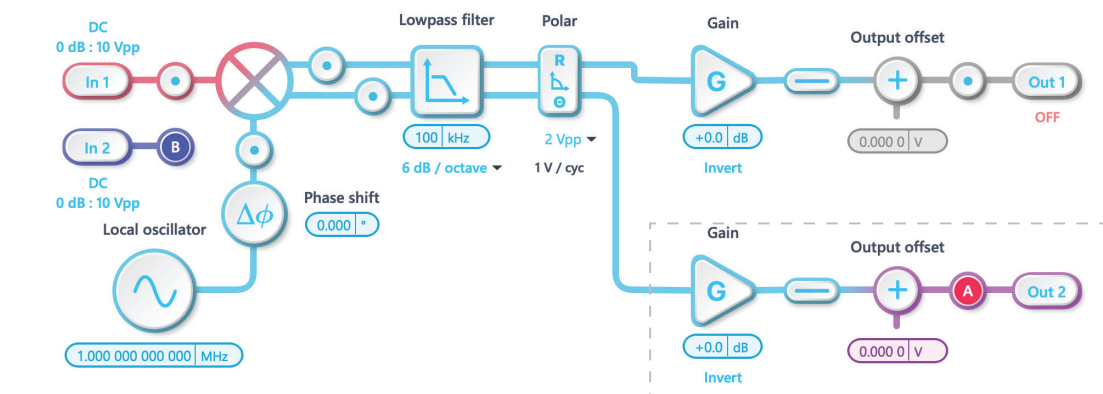 DC
0 dB : 10 Vpp
In 1
In 2
B
DC
0 dB : 10 Vpp
Local oscillator
1.000 000 000 000 MHz
Δϕ
Phase shift
0.000 °
Lowpass filter
100 kHz
6 dB / octave
Polar
R
Θ
2 Vpp
1 V / cyc
Gain
G
+0.0 dB
Invert
Output offset
+
0.000 0 V
Out 1
OFF
Gain
G
+0.0 dB
Invert
Output offset
+
0.000 0 V
A
Out 2